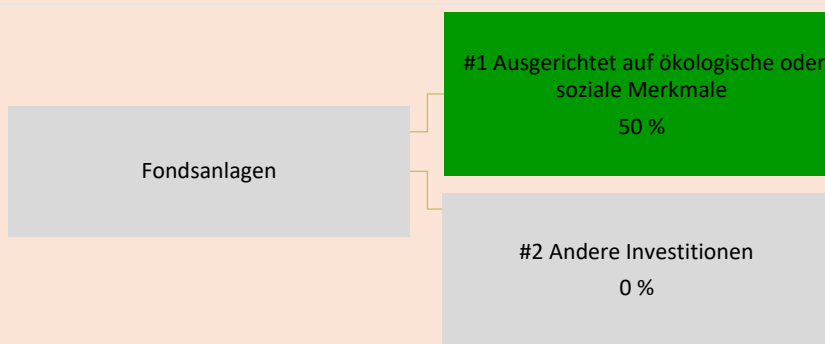 #1 Ausgerichtet auf ökologische oder
soziale Merkmale
50 %
Fondsanlagen
#2 Andere Investitionen
0 %